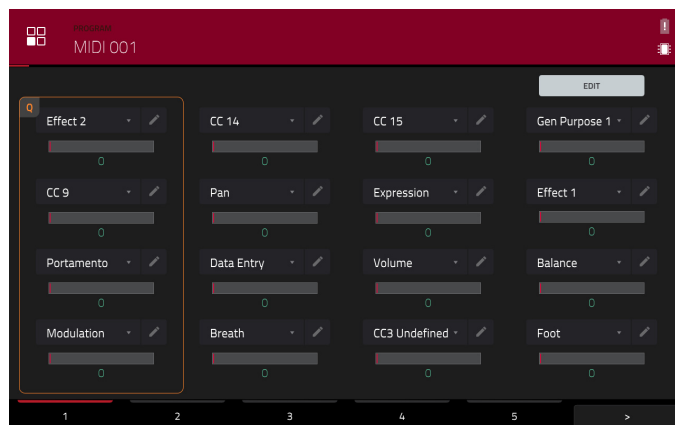 PROGRAM
MIDI 001
EDIT
Q
Effect 2 CC 14 CC 15 Gen Purpose 1
0 0 0 0
CC 9 Pan Expression Effect 1
0 0 0 0
Portamento Data Entry Volume Balance
0 0 0 0
Modulation Breath CC3 Undefined Foot
0 0 0 0
1 2 3 4 5 >